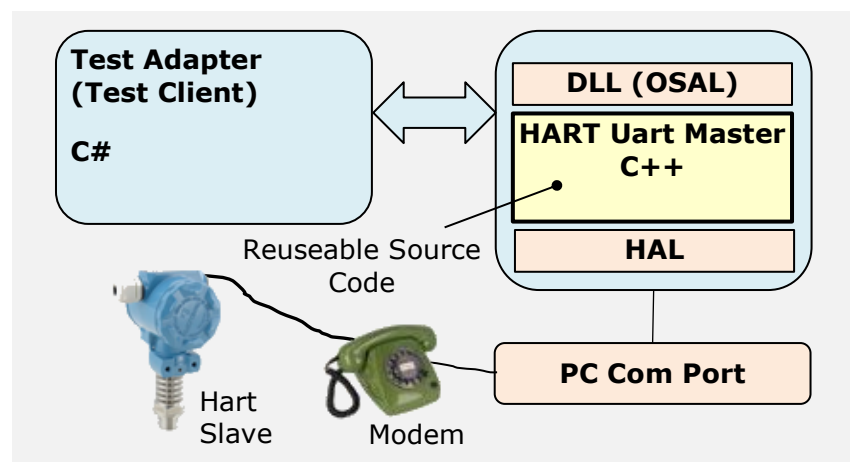 Test Adapter
(Test Client)
C#
DLL (OSAL)
HART Uart Master
C++
HAL
Reuseable Source
Code
PC Com Port
Hart
Slave
Modem